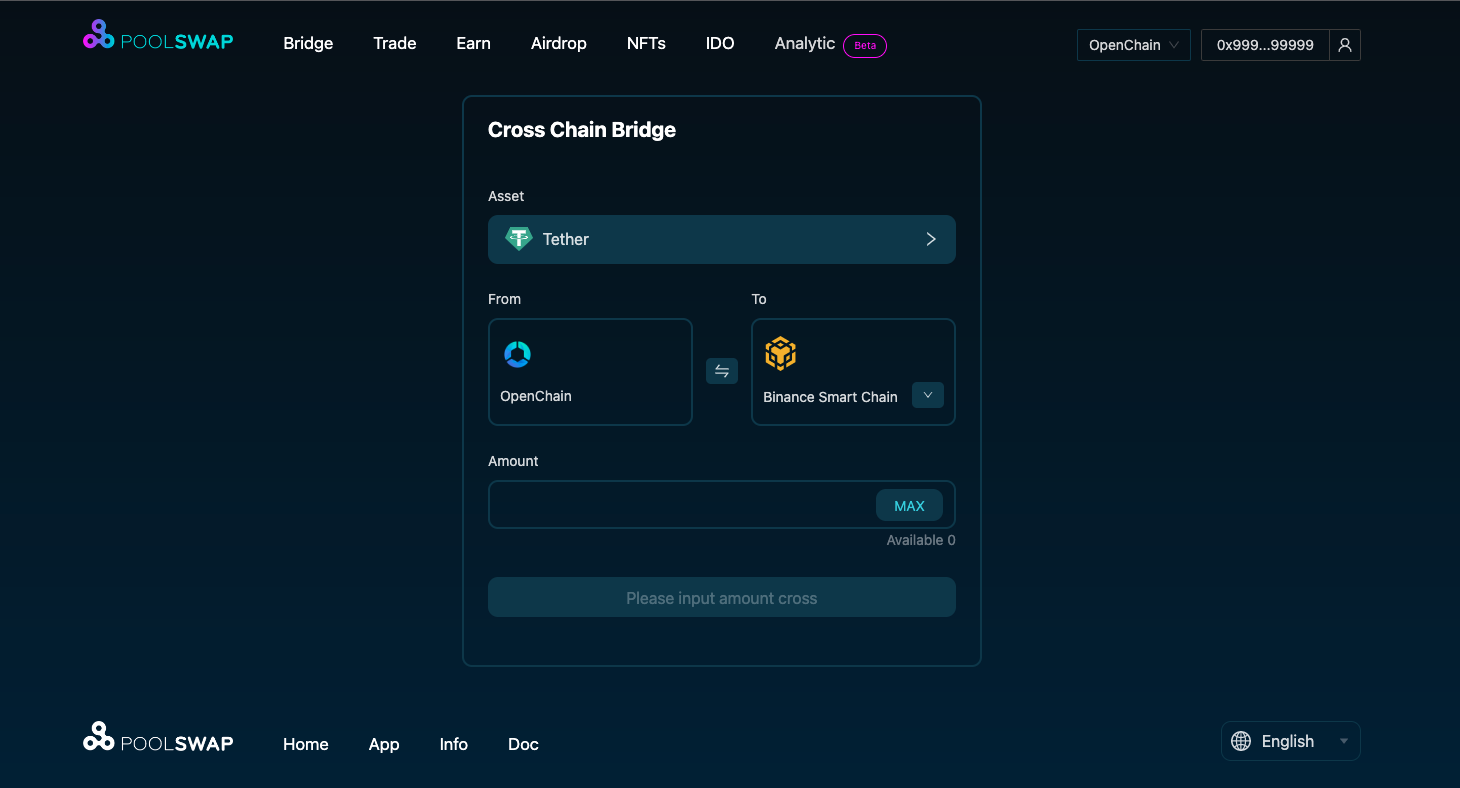 POOLSWAP Bridge Trade Earn Airdrop NFTs IDO Analytic Beta OpenChain 0x999...99999
Cross Chain Bridge
Asset
Tether
From To
OpenChain Binance Smart Chain
Amount
MAX
Available 0
Please input amount cross
POOLSWAP Home App Info Doc English